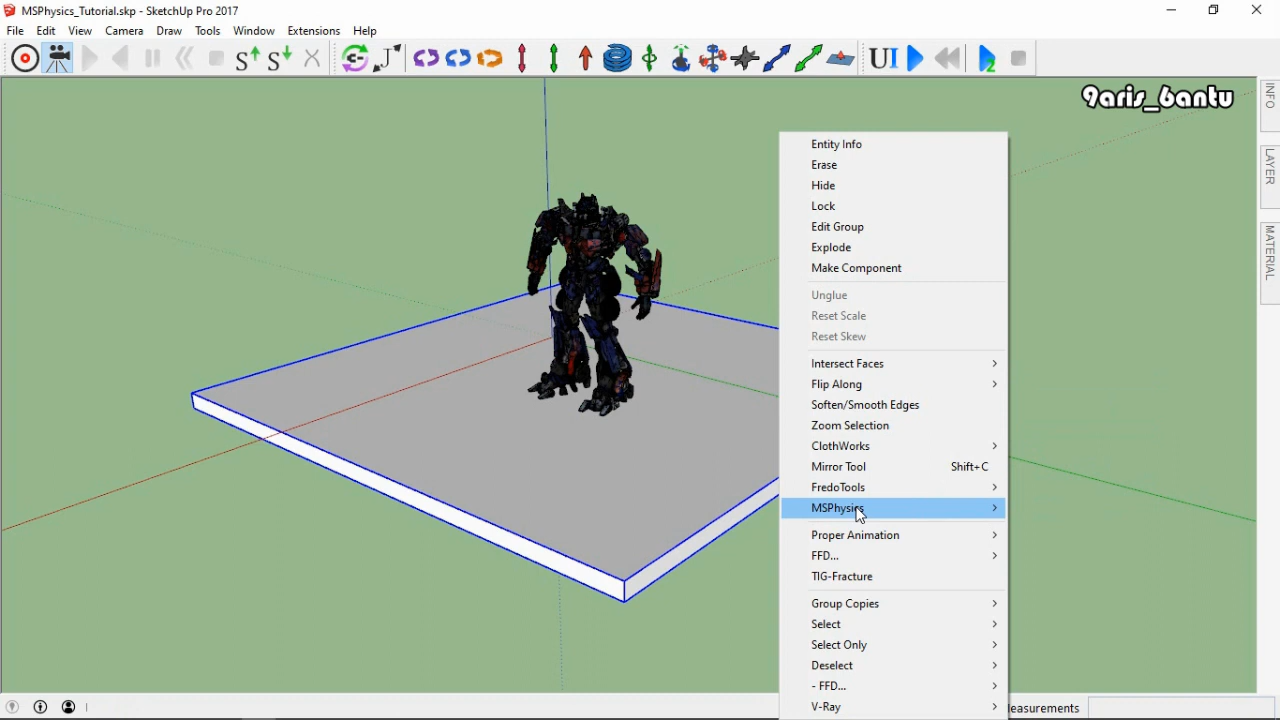 MSPhysics_Tutorial.skp - SketchUp Pro 2017
File Edit View Camera Draw Tools Window Extensions Help
UI
2
9aris_6antu
INFO
LAYER
MATERIAL
Entity Info
Erase
Hide
Lock
Edit Group
Explode
Make Component
Unglue
Reset Scale
Reset Skew
Intersect Faces
Flip Along
Soften/Smooth Edges
Zoom Selection
ClothWorks
Mirror Tool Shift+C
FredoTools
MSPhysics
Proper Animation
FFD...
TIG-Fracture
Group Copies
Select
Select Only
Deselect
- FFD...
V-Ray
easurements